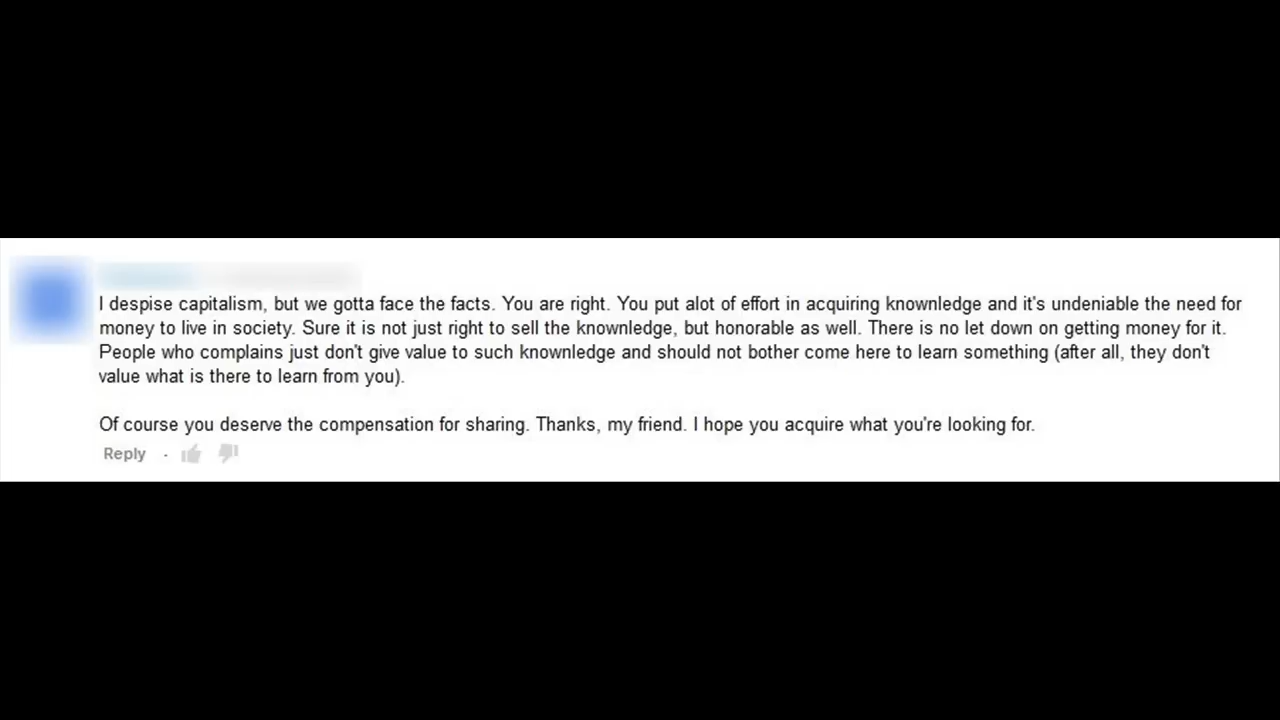 I despise capitalism, but we gotta face the facts. You are right. You put alot of effort in acquiring knownledge and it's undeniable the need for
money to live in society. Sure it is not just right to sell the knownledge, but honorable as well. There is no let down on getting money for it.
People who complains just don't give value to such knownledge and should not bother come here to learn something (after all, they don't
value what is there to learn from you).
Of course you deserve the compensation for sharing. Thanks, my friend. I hope you acquire what you're looking for.
Reply ·